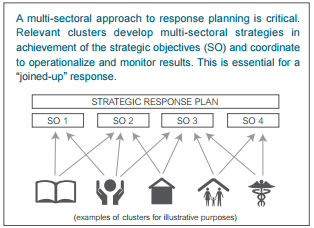 A multi-sectoral approach to response planning is critical.
Relevant clusters develop multi-sectoral strategies in
achievement of the strategic objectives (SO) and coordinate
to operationalize and monitor results. This is essential for a
“joined-up” response.
STRATEGIC RESPONSE PLAN
SO 1 SO 2 SO 3 SO 4
(examples of clusters for illustrative purposes)